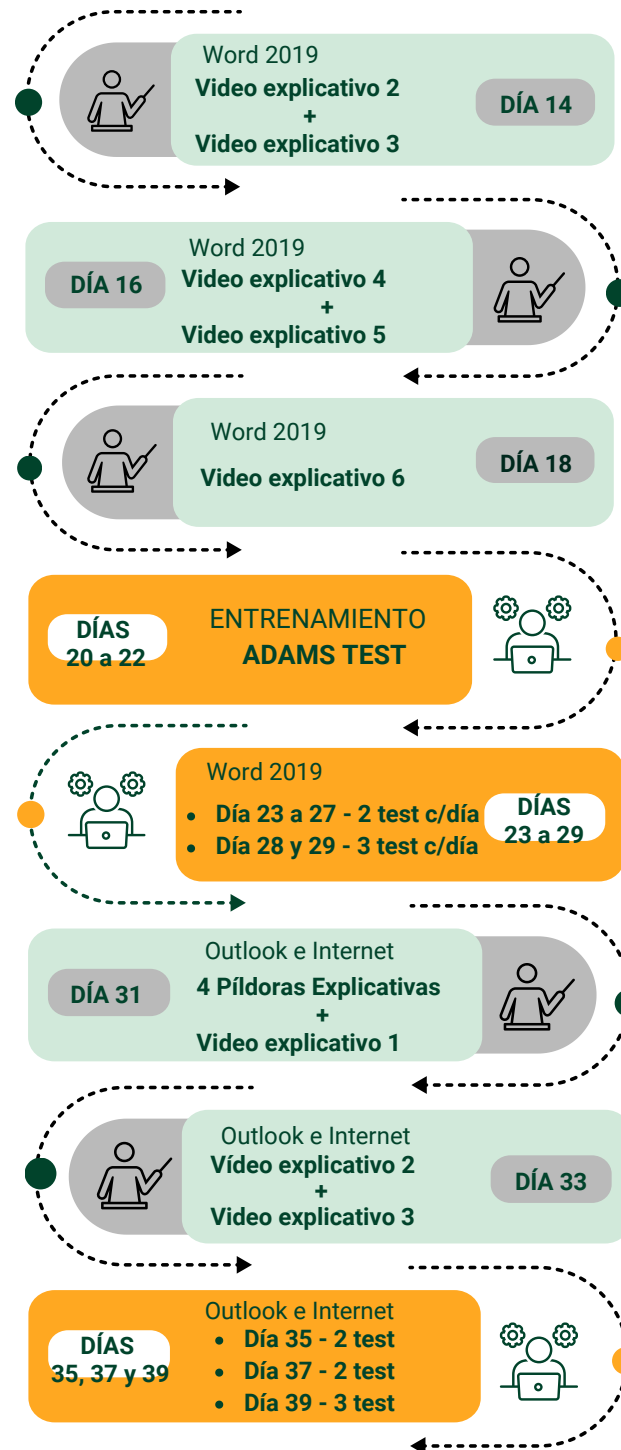 Word 2019
Video explicativo 2
+
Video explicativo 3
DÍA 14
Word 2019
Video explicativo 4
+
Video explicativo 5
DÍA 16
Word 2019
Video explicativo 6
DÍA 18
DÍAS
20 a 22
ENTRENAMIENTO
ADAMS TEST
Word 2019
• Día 23 a 27 - 2 test c/día
• Día 28 y 29 - 3 test c/día
DÍAS
23 a 29
Outlook e Internet
4 Píldoras Explicativas
+
Video explicativo 1
DÍA 31
Outlook e Internet
Vídeo explicativo 2
+
Video explicativo 3
DÍA 33
Outlook e Internet
• Día 35 - 2 test
• Día 37 - 2 test
• Día 39 - 3 test
DÍAS
35, 37 y 39